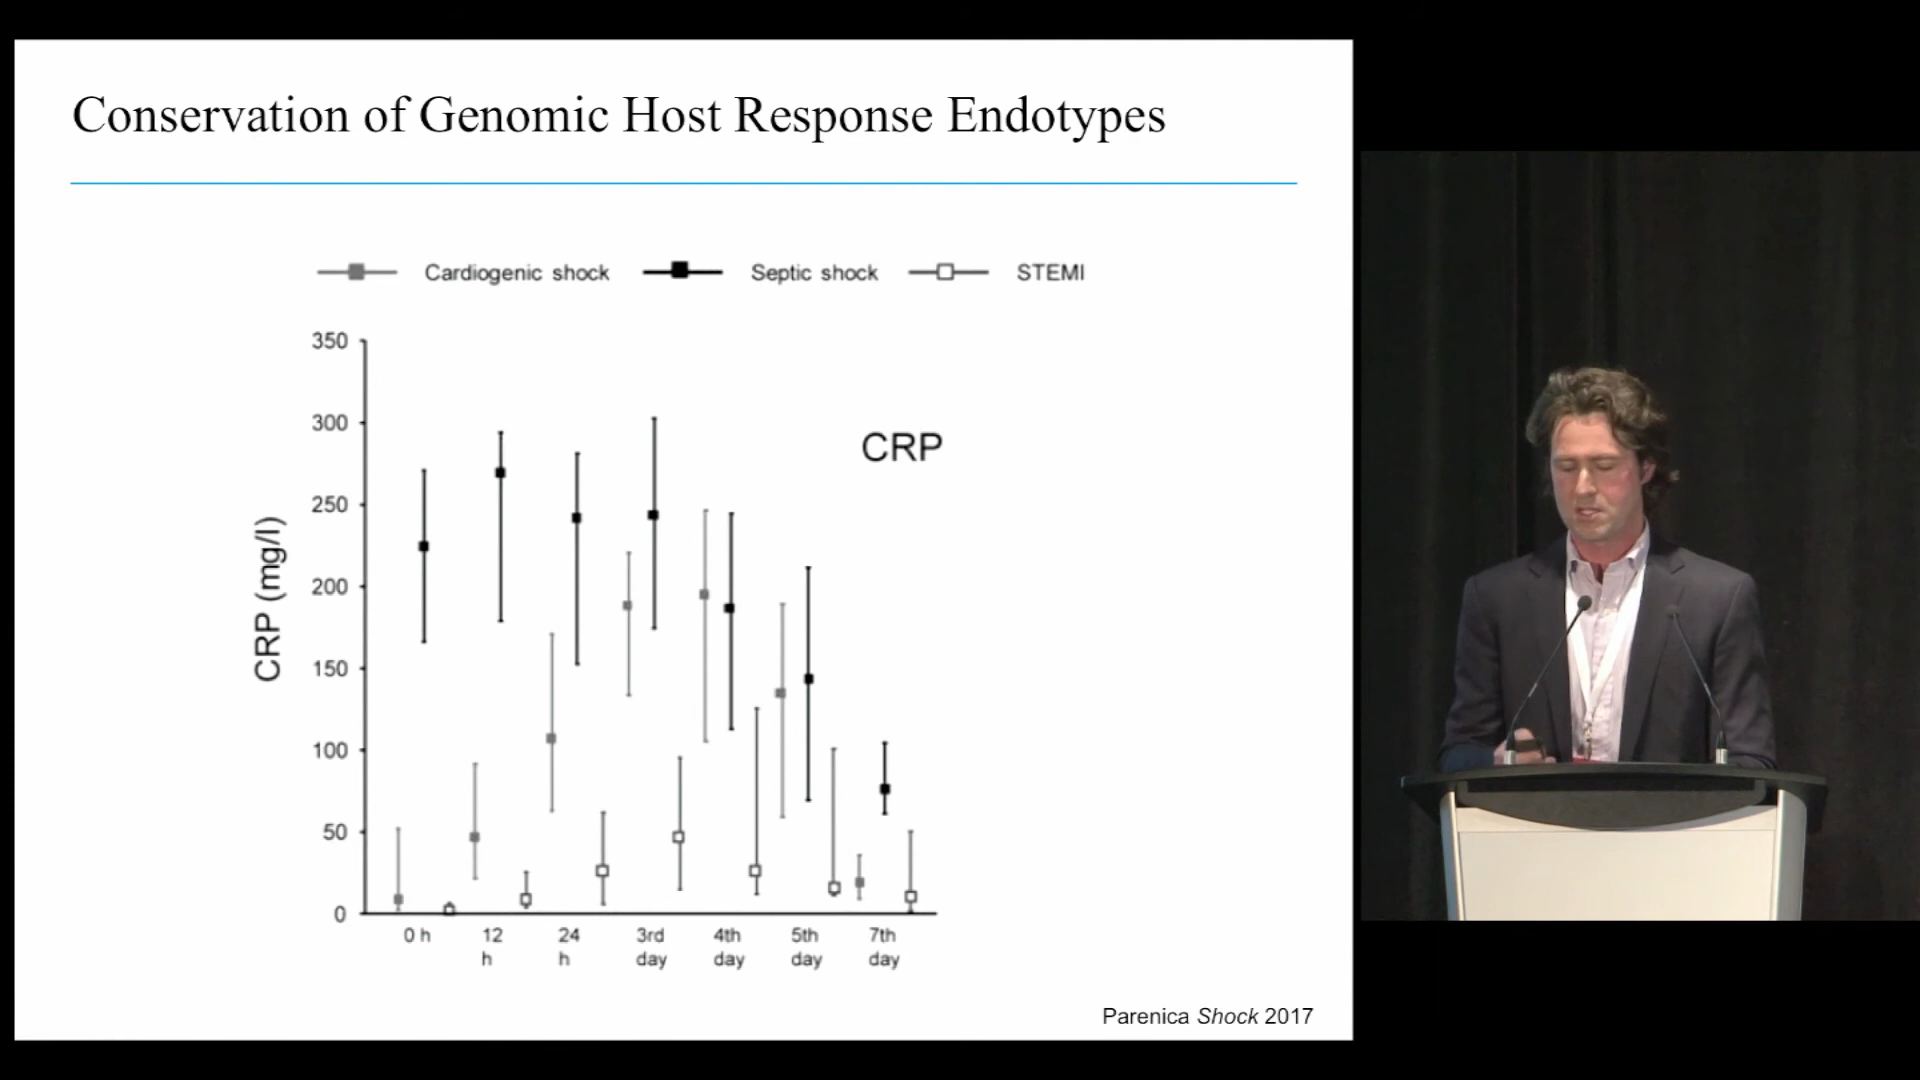 Conservation of Genomic Host Response Endotypes
Cardiogenic shock Septic shock STEMI
350
300
250
200
150
100
50
0
CRP (mg/l)
CRP
0 h 12 h 24 h 3rd day 4th day 5th day 7th day
Parenica Shock 2017